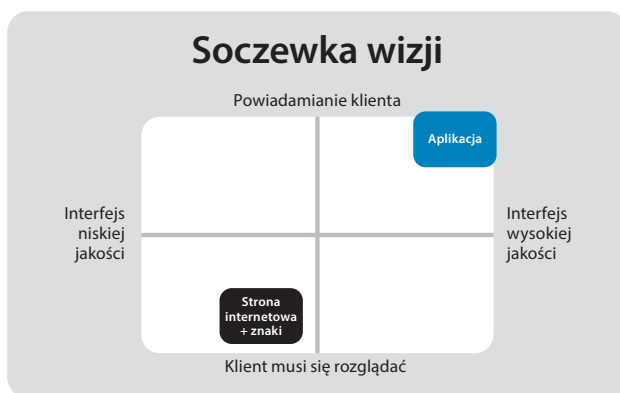 Soczewka wizji
Powiadamianie klienta
Aplikacja
Interfejs
niskiej
jakości
Interfejs
wysokiej
jakości
Strona
internetowa
+ znaki
Klient musi się rozglądać